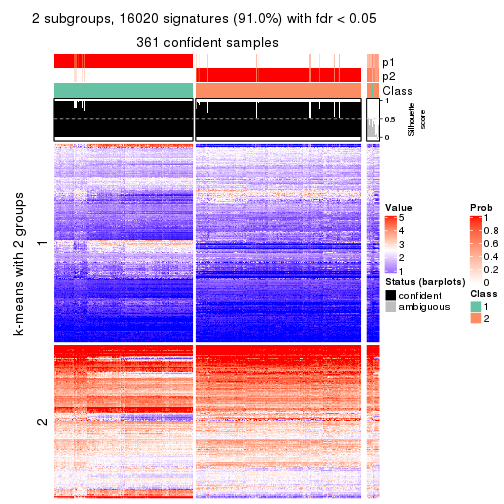 2 subgroups, 16020 signatures (91.0%) with fdr < 0.05
361 confident samples
p1
p2
Class
1
0.5
0
Silhouette
score
k-means with 2 groups
1
2
Value
5
4
3
2
1
Status (barplots)
confident
ambiguous
Prob
1
0.8
0.6
0.4
0.2
0
Class
1
2